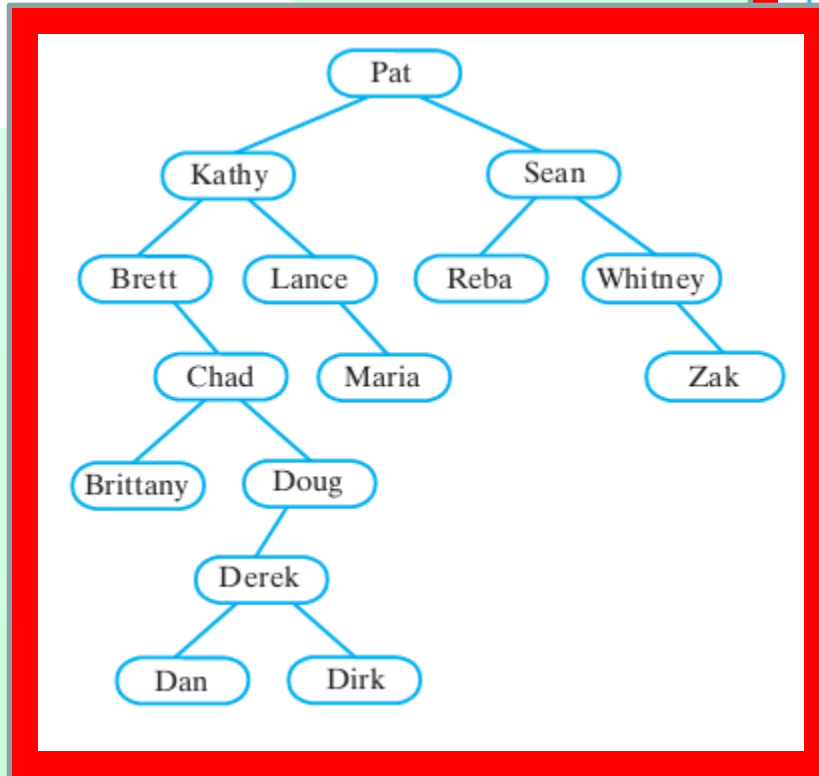 Pat
Kathy Sean
Brett Lance Reba Whitney
Chad Maria Zak
Brittany Doug
Derek
Dan Dirk